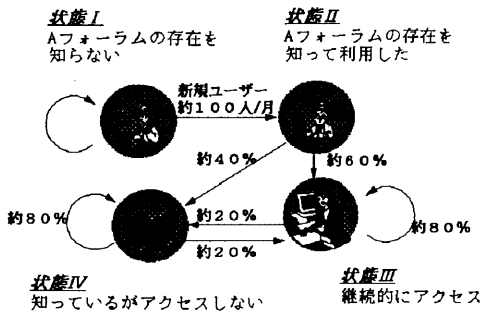 状態Ⅰ
Aフォーラムの存在を
知らない
状態Ⅱ
Aフォーラムの存在を
知って利用した
新規ユーザー
約100人/月
約40%
約60%
約80%
約20%
約20%
約80%
状態Ⅳ
知っているがアクセスしない
状態Ⅲ
継続的にアクセス